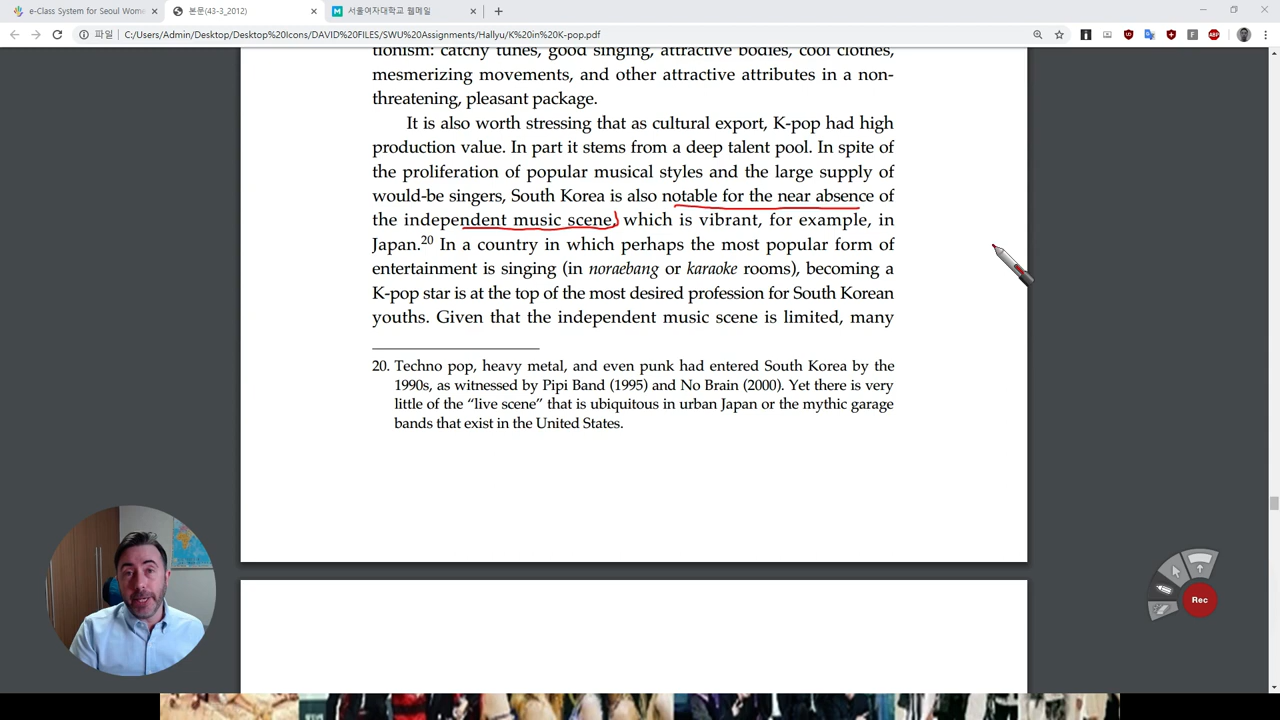 e-Class System for Seoul Wome
본문(43-3_2012)
서울여자대학교 웹메일
파일
C:/Users/Admin/Desktop/Desktop%20Icons/DAVID%20FILES/SWU%20Assignments/Hallyu/K%20in%20K-pop.pdf
tionism: catchy tunes, good singing, attractive bodies, cool clothes,
mesmerizing movements, and other attractive attributes in a non-
threatening, pleasant package.
It is also worth stressing that as cultural export, K-pop had high
production value. In part it stems from a deep talent pool. In spite of
the proliferation of popular musical styles and the large supply of
would-be singers, South Korea is also notable for the near absence of
the independent music scene, which is vibrant, for example, in
Japan.20 In a country in which perhaps the most popular form of
entertainment is singing (in noraebang or karaoke rooms), becoming a
K-pop star is at the top of the most desired profession for South Korean
youths. Given that the independent music scene is limited, many
20. Techno pop, heavy metal, and even punk had entered South Korea by the
1990s, as witnessed by Pipi Band (1995) and No Brain (2000). Yet there is very
little of the “live scene” that is ubiquitous in urban Japan or the mythic garage
bands that exist in the United States.
Rec